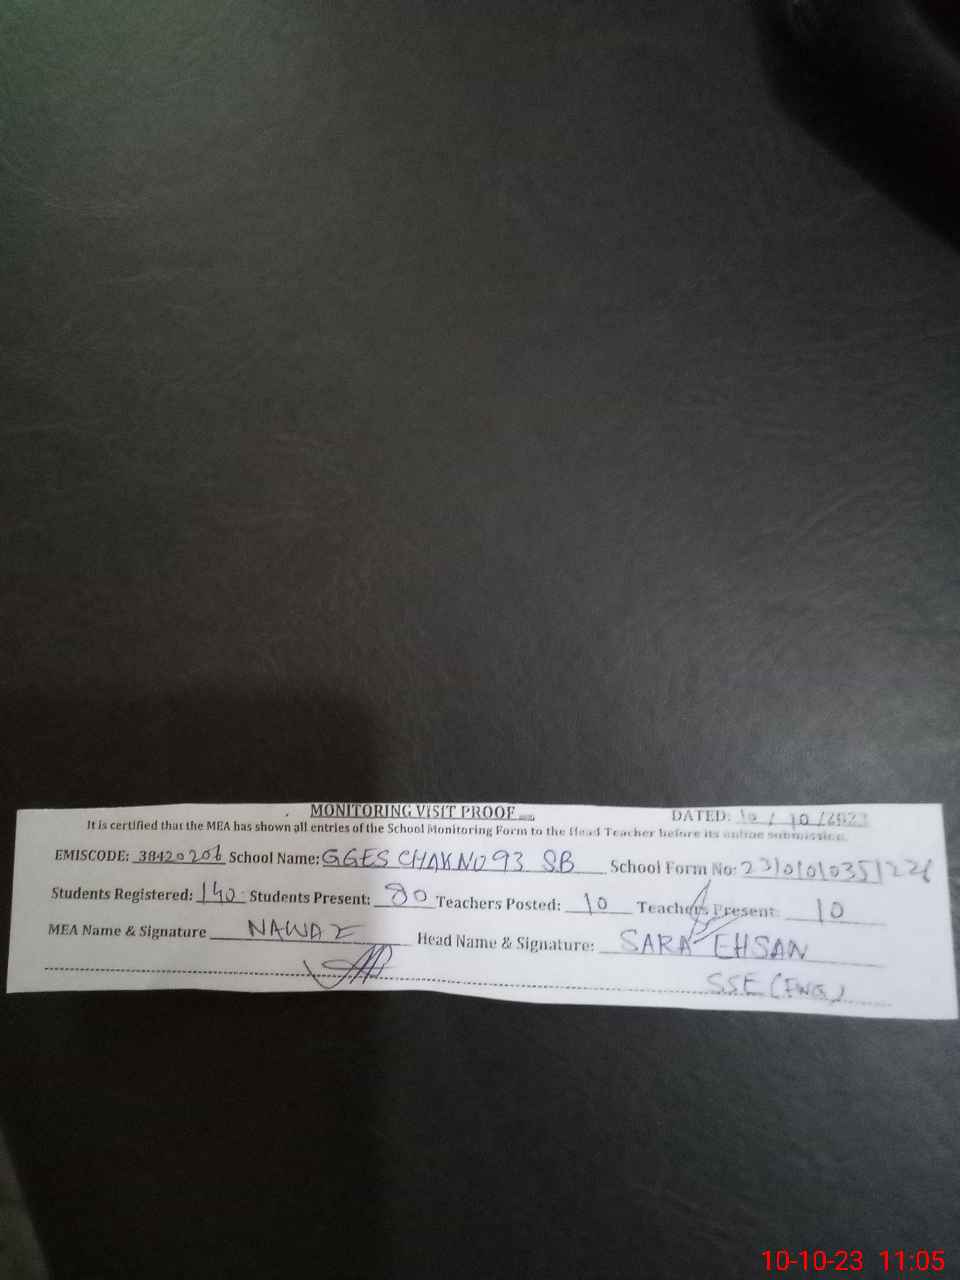 MONITORING VISIT PROOF
DATED: 10/10/2023
It is certified that the MEA has shown all entries of the School Monitoring Form to the Head Teacher before its online submission.
EMISCODE: 38420206 School Name: GGES CHAK NO 93 SB School Form No:
Students Registered: 140 Students Present: 80 Teachers Posted: 10 Teachers Present: 10
MEA Name & Signature NAWAZ Head Name & Signature: SARA EHSAN
SSE (ENG)
10-10-23 11:05